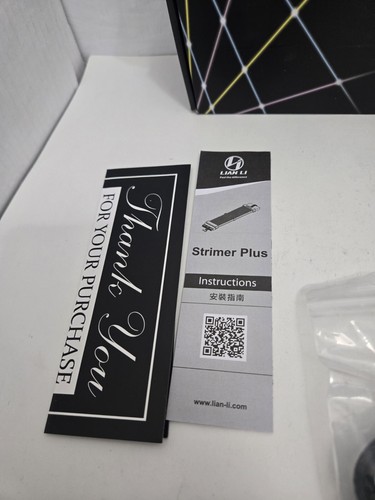 Thank You
FOR YOUR PURCHASE
LIAN LI
Strimer Plus
Instructions
安裝指南
www.lian-li.com